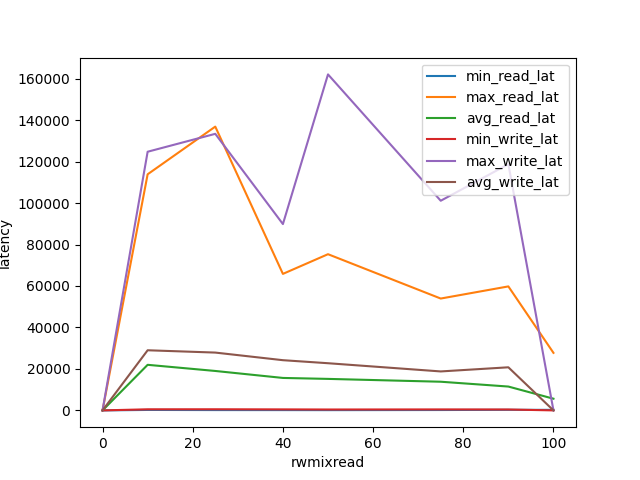 160000
140000
120000
100000
80000
60000
40000
20000
0
latency
0 20 40 60 80 100
rwmixread
min_read_lat
max_read_lat
avg_read_lat
min_write_lat
max_write_lat
avg_write_lat